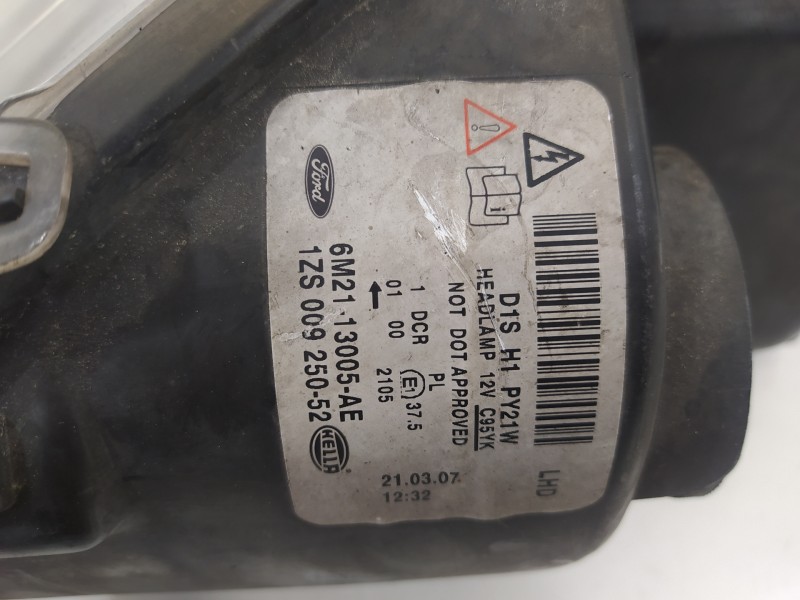 Ford
6M21-13005-AE
1ZS 009 250-52
HELLA
1 DCR PL
01 00 E1 37.5
2105
D1S H1 PY21W
HEADLAMP 12V C95YK
NOT DOT APPROVED
LHD
21.03.07
12:32